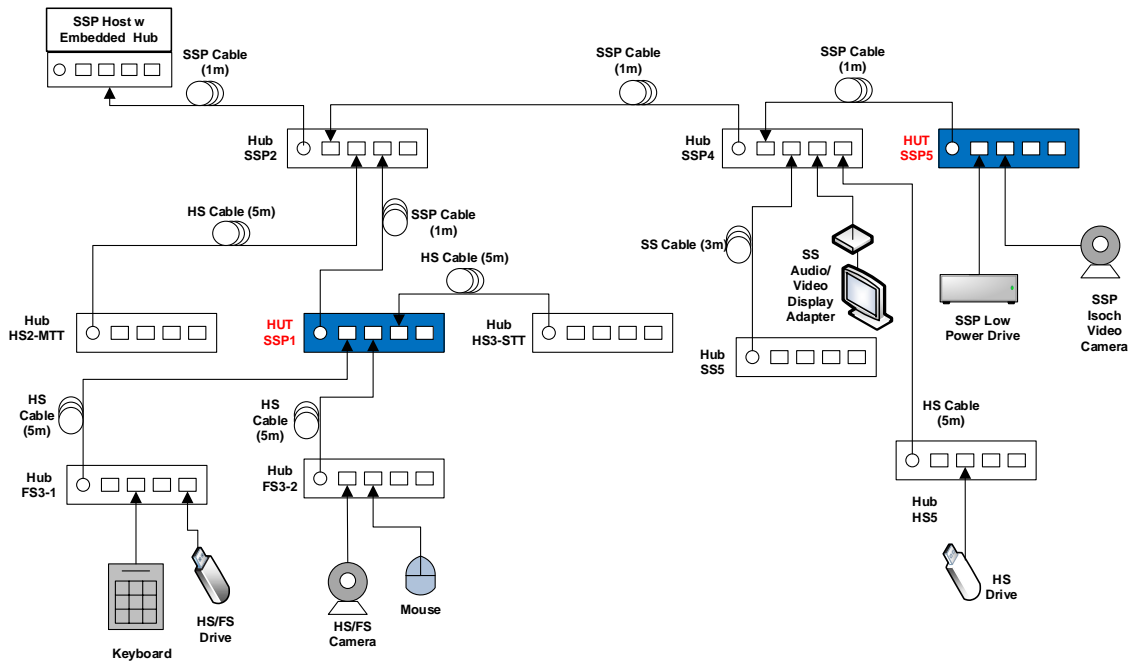 SSP Host w
Embedded Hub
SSP Cable
(1m)
SSP Cable
(1m)
SSP Cable
(1m)
Hub
SSP2
Hub
SSP4
HUT
SSP5
HS Cable (5m)
SSP Cable
(1m)
HS Cable (5m)
SS Cable (3m)
SS
Audio/
Video
Display
Adapter
SSP Low
Power Drive
SSP
Isoch
Video
Camera
Hub
HS2-MTT
HUT
SSP1
Hub
HS3-STT
Hub
SS5
HS
Cable
(5m)
HS
Cable
(5m)
HS Cable
(5m)
Hub
FS3-1
Hub
FS3-2
Hub
HS5
Keyboard
HS/FS
Drive
HS/FS
Camera
Mouse
HS
Drive